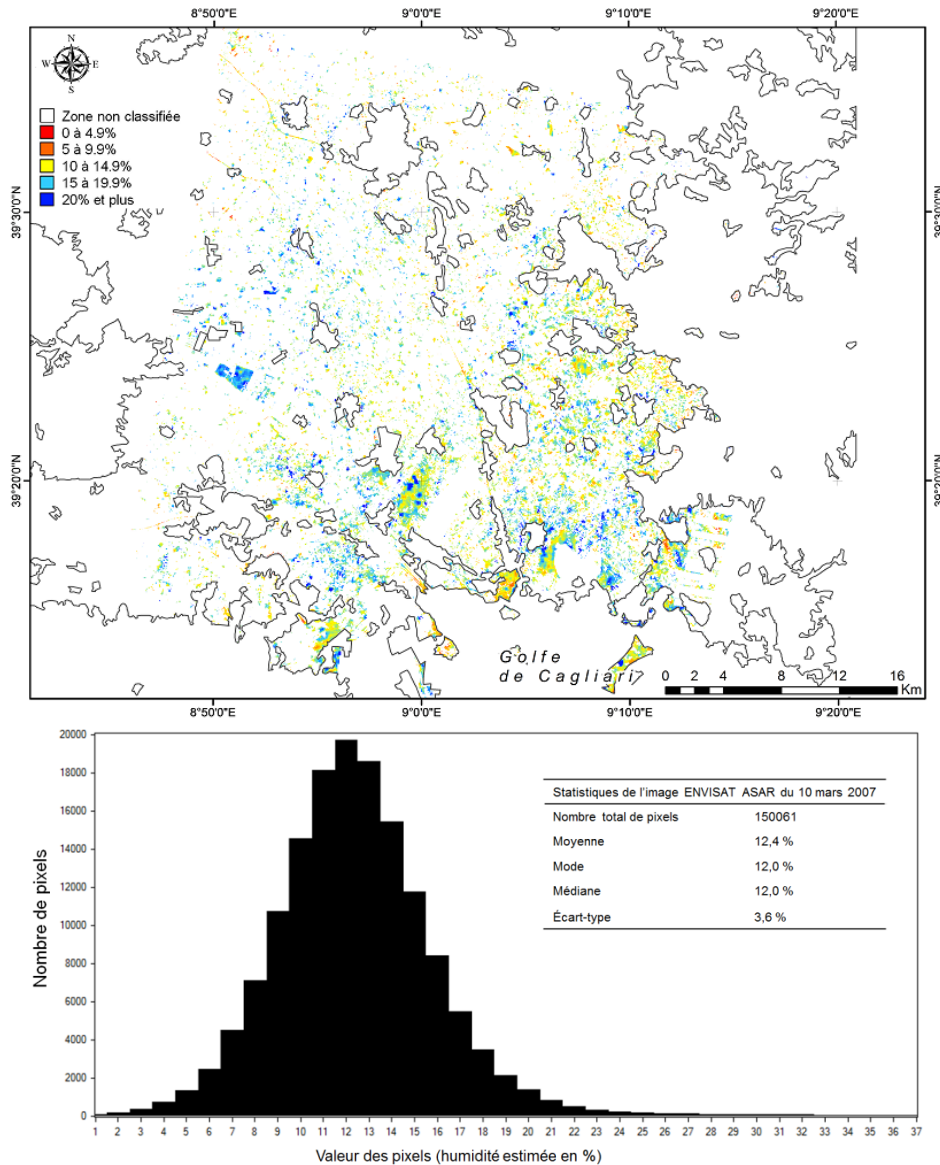 8°50'0"E 9°0'0"E 9°10'0"E 9°20'0"E
N
W E
S
Zone non classifiée
0 à 4.9%
5 à 9.9%
10 à 14.9%
15 à 19.9%
20% et plus
39°30'0"N 39°30'0"N
39°20'0"N 39°20'0"N
Golfe
de Cagliari
0 2 4 8 12 16
Km
8°50'0"E 9°0'0"E 9°10'0"E 9°20'0"E
Nombre de pixels
20000
18000
16000
14000
12000
10000
8000
6000
4000
2000
0
Statistiques de l'image ENVISAT ASAR du 10 mars 2007
Nombre total de pixels 150061
Moyenne 12,4 %
Mode 12,0 %
Médiane 12,0 %
Écart-type 3,6 %
1 2 3 4 5 6 7 8 9 10 11 12 13 14 15 16 17 18 19 20 21 22 23 24 25 26 27 28 29 30 31 32 33 34 35 36 37
Valeur des pixels (humidité estimée en %)